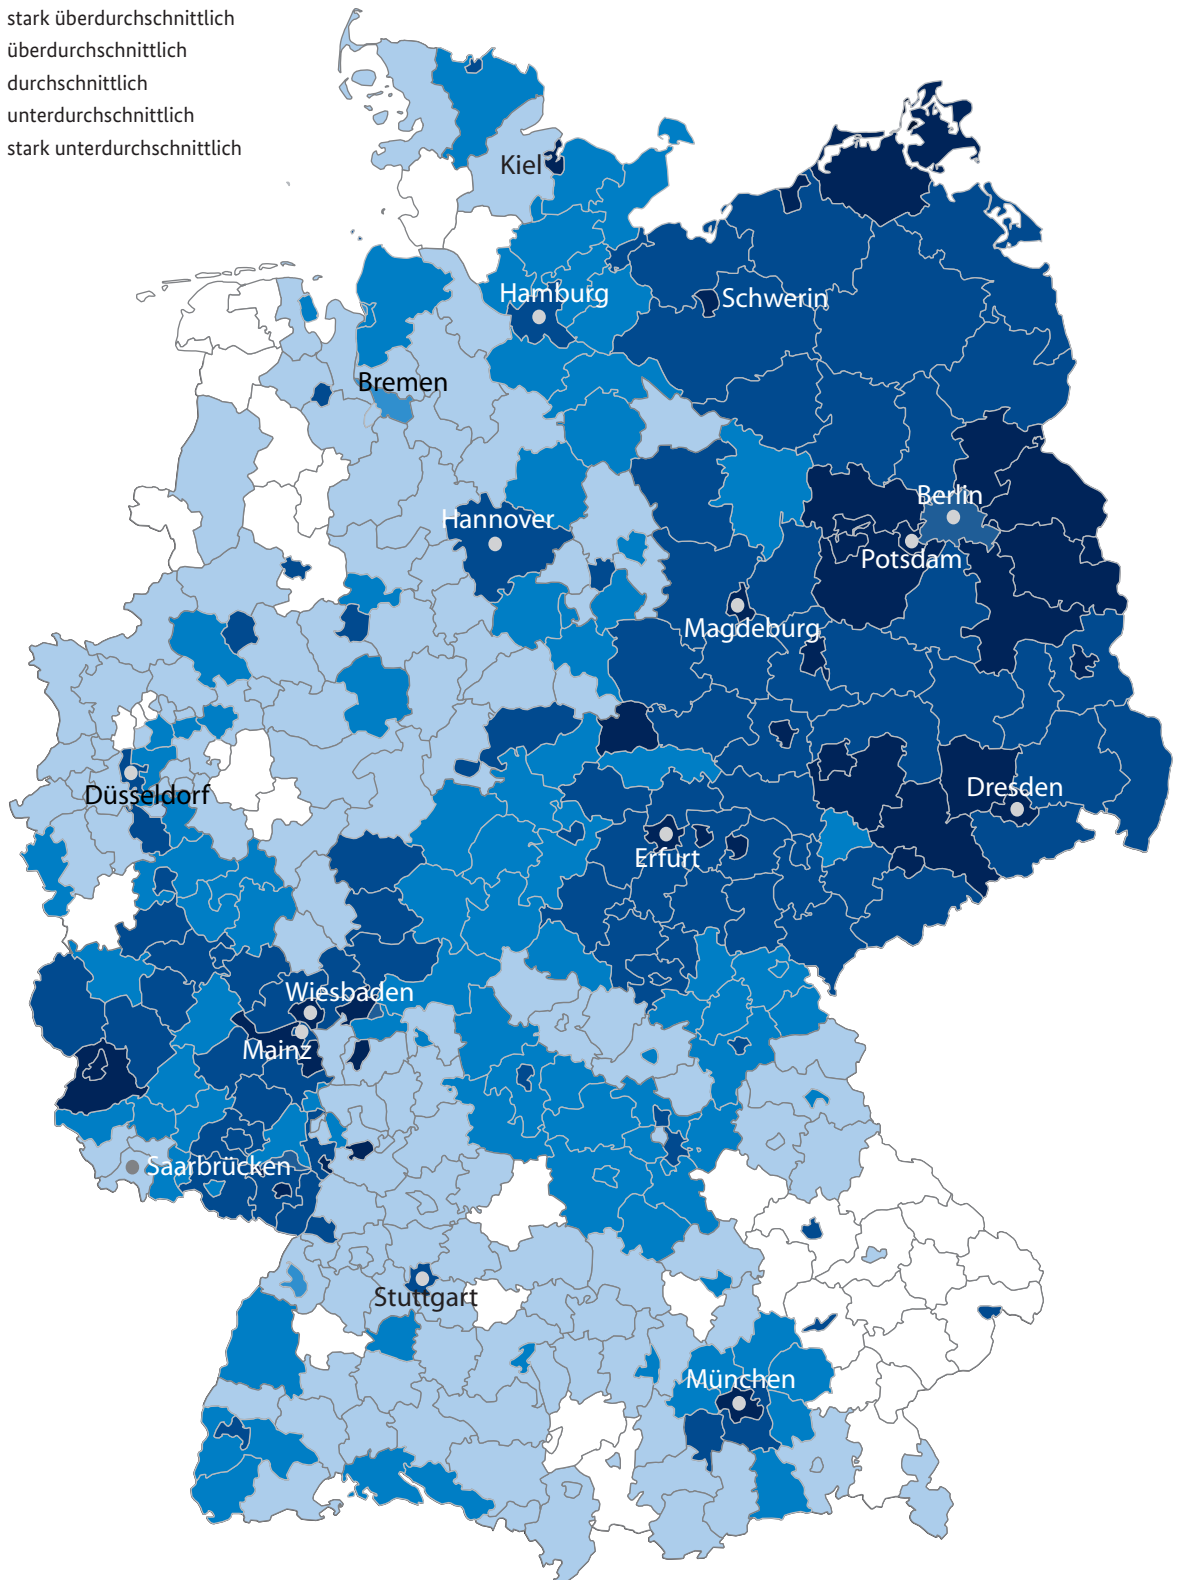 stark überdurchschnittlich
überdurchschnittlich
durchschnittlich
unterdurchschnittlich
stark unterdurchschnittlich
Kiel
Hamburg
Schwerin
Bremen
Berlin
Hannover
Potsdam
Magdeburg
Düsseldorf
Dresden
Erfurt
Wiesbaden
Mainz
Saarbrücken
Stuttgart
München